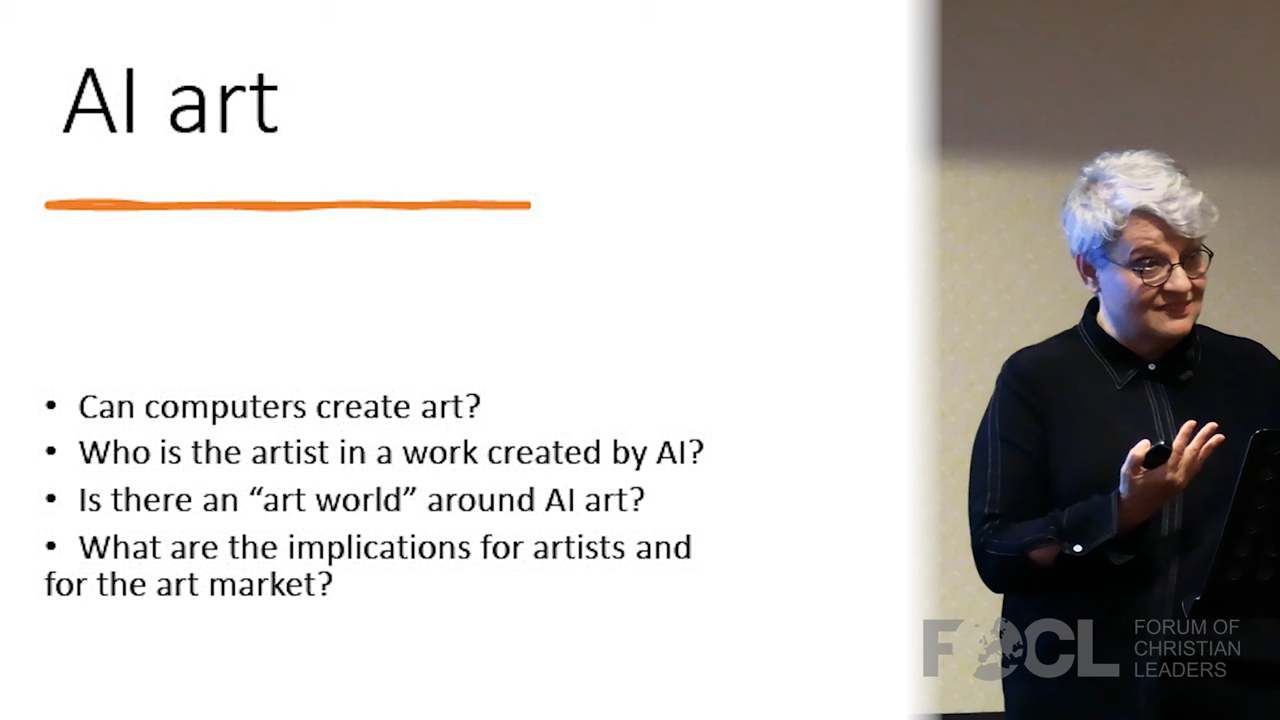 AI art
• Can computers create art?
• Who is the artist in a work created by AI?
• Is there an “art world” around AI art?
• What are the implications for artists and
for the art market?
FOCL
FORUM OF
CHRISTIAN
LEADERS